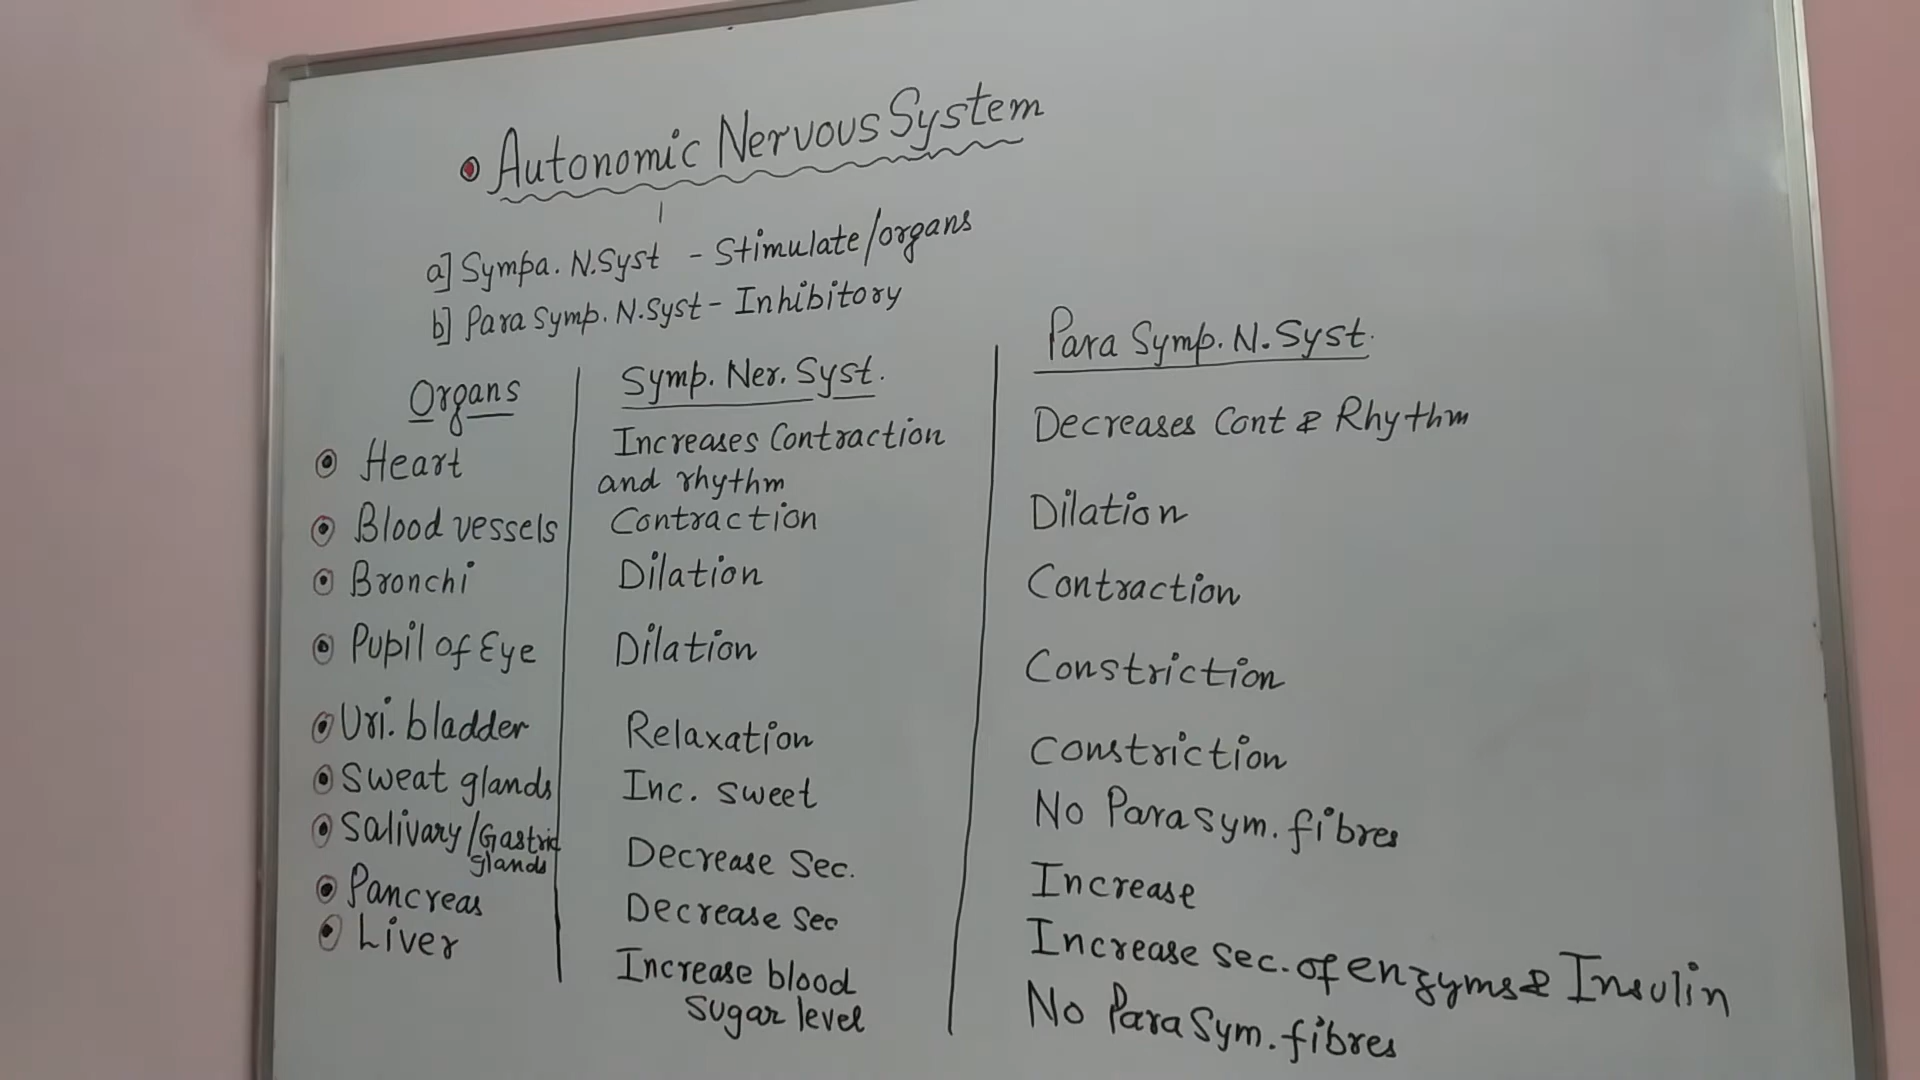 Autonomic Nervous System
a] Sympa. N.Syst - Stimulate/organs
b] Para Symp. N.Syst - Inhibitory
Organs
Symp. Ner. Syst.
Para Symp. N. Syst.
Heart
Increases Contraction
and rhythm
Decreases Cont & Rhythm
Blood vessels
Contraction
Dilation
Bronchi
Dilation
Contraction
Pupil of Eye
Dilation
Constriction
Uri. bladder
Relaxation
Constriction
Sweat glands
Inc. sweet
No Para sym. fibres
Salivary/Gastric
glands
Decrease Sec.
Increase
Pancreas
Decrease Sec
Increase Sec. of enzyms & Insulin
Liver
Increase blood
Sugar level
No Para Sym. fibres